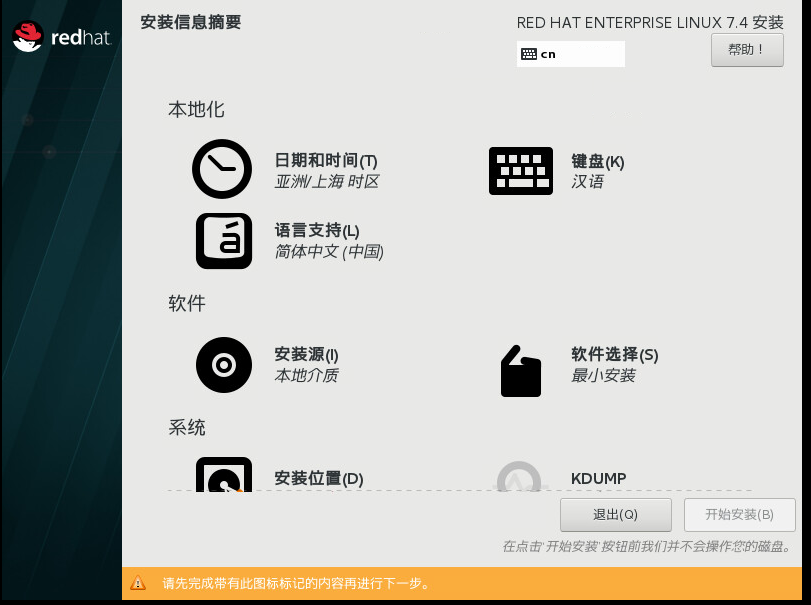 redhat.
安装信息摘要
RED HAT ENTERPRISE LINUX 7.4 安装
cn
帮助！
本地化
日期和时间(T)
亚洲/上海 时区
键盘(K)
汉语
á
语言支持(L)
简体中文 (中国)
软件
安装源(I)
本地介质
软件选择(S)
最小安装
系统
安装位置(D)
KDUMP
退出(Q)
开始安装(B)
在点击'开始安装'按钮前我们并不会操作您的磁盘。
请先完成带有此图标标记的内容再进行下一步。